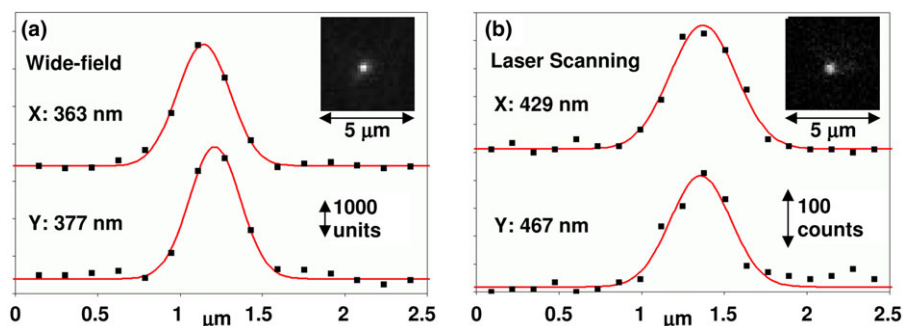 (a)
Wide-field
X: 363 nm
5 µm
Y: 377 nm
1000
units
0 0.5 1 µm 1.5 2 2.5
(b)
Laser Scanning
X: 429 nm
5 µm
Y: 467 nm
100
counts
0 0.5 1 µm 1.5 2 2.5